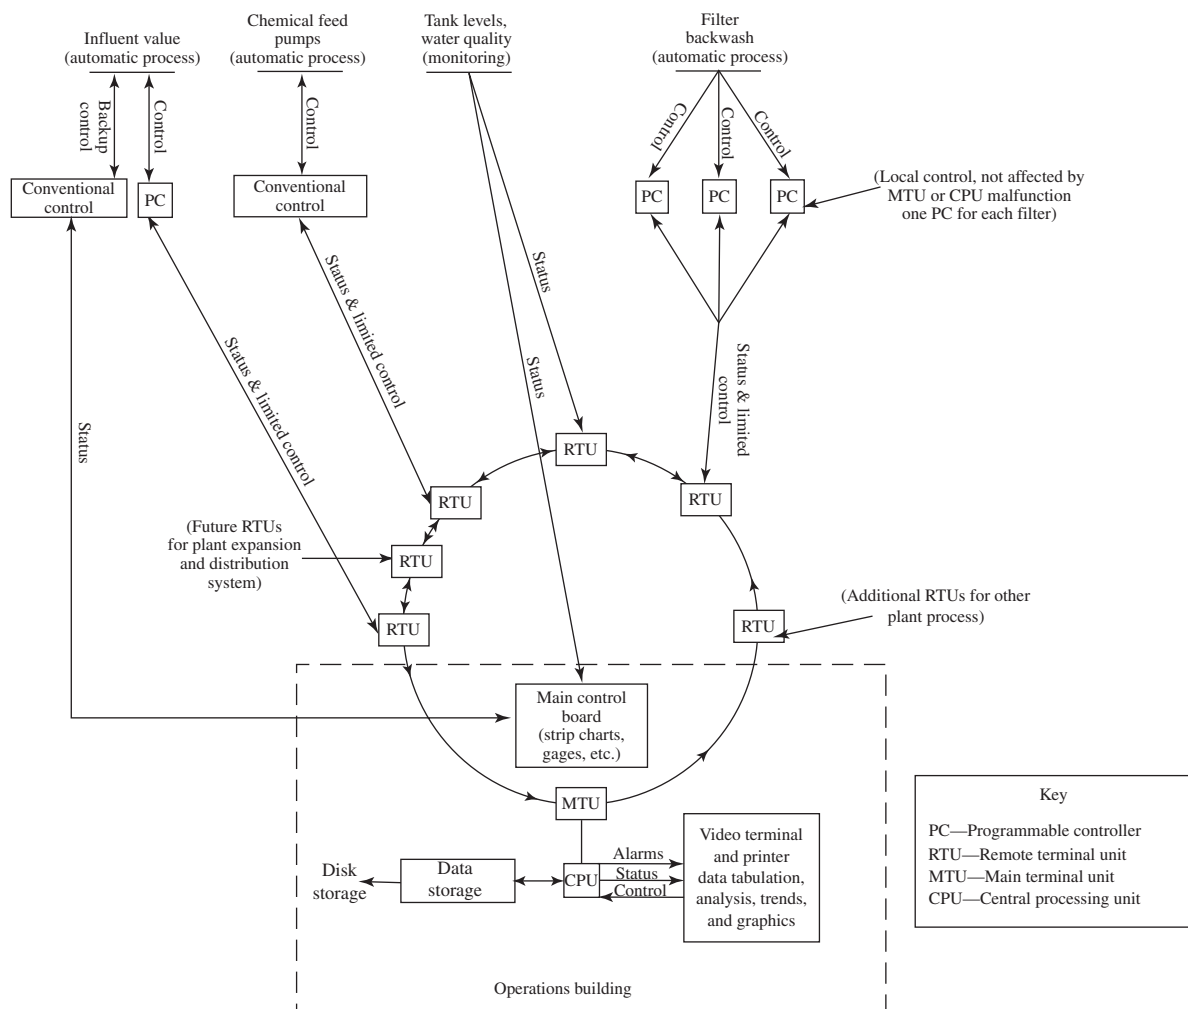 Influent value
(automatic process)
Chemical feed
pumps
(automatic process)
Tank levels,
water quality
(monitoring)
Filter
backwash
(automatic process)
Backup
control
Control
Control
Control
Control
Control
Conventional
control
PC
Conventional
control
PC
PC
PC
(Local control, not affected by
MTU or CPU malfunction
one PC for each filter)
Status
Status & limited control
Status & limited control
Status
Status
Status & limited
control
RTU
RTU
RTU
(Future RTUs
for plant expansion
and distribution
system)
RTU
RTU
RTU
(Additional RTUs for other
plant process)
Main control
board
(strip charts,
gages, etc.)
MTU
Disk
storage
Data
storage
CPU
Alarms
Status
Control
Video terminal
and printer
data tabulation,
analysis, trends,
and graphics
Operations building
Key
PC—Programmable controller
RTU—Remote terminal unit
MTU—Main terminal unit
CPU—Central processing unit